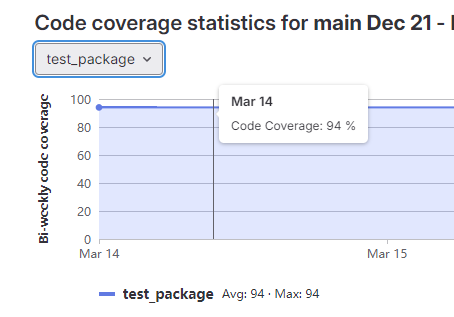 Code coverage statistics for main Dec 21 -
test_package
Bi-weekly code coverage
100
80
60
40
20
0
Mar 14
Code Coverage: 94 %
Mar 14
Mar 15
test_package Avg: 94 · Max: 94